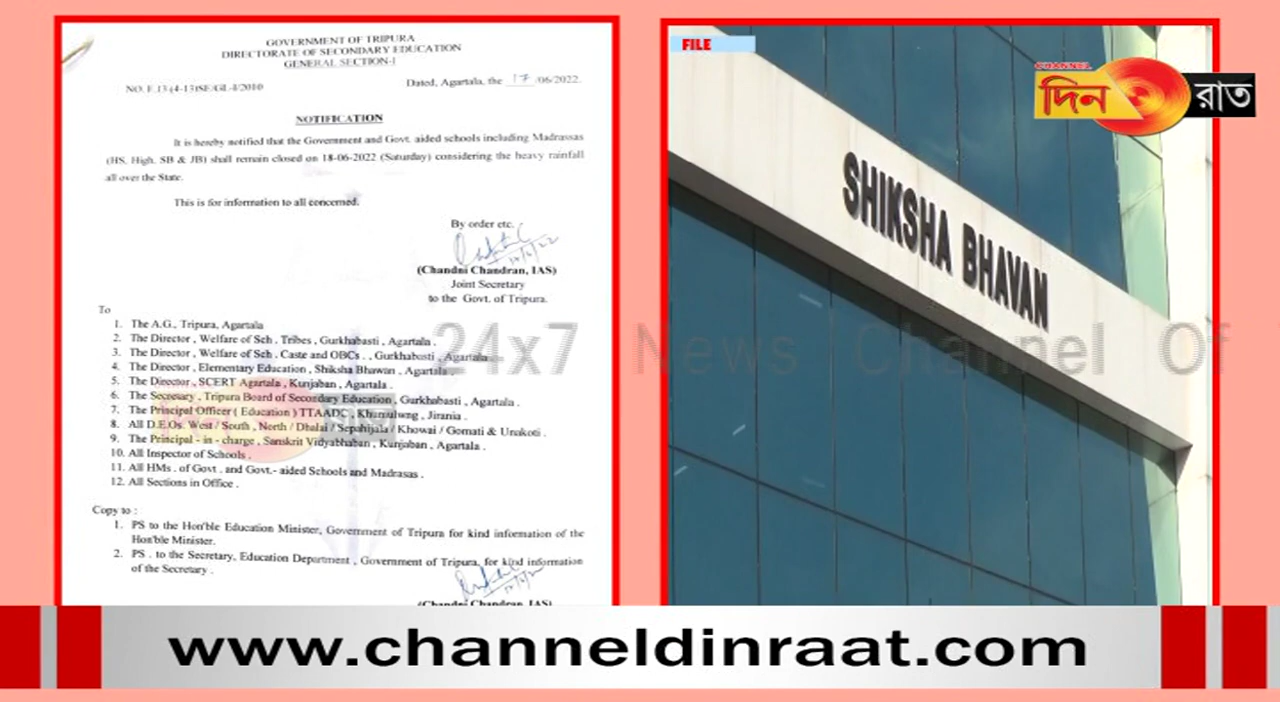 GOVERNMENT OF TRIPURA
DIRECTORATE OF SECONDARY EDUCATION
GENERAL SECTION-I
NO. F.13 (4-13)SE/GL-I/2010
Dated, Agartala, the 17 /06/2022.
NOTIFICATION
It is hereby notified that the Government and Govt. aided schools including Madrassas
(HS, High, SB & JB) shall remain closed on 18-06-2022 (Saturday) considering the heavy rainfall
all over the State.
This is for information to all concerned.
By order etc.
(Chandni Chandran, IAS)
Joint Secretary
to the Govt. of Tripura.
To
1. The A.G., Tripura, Agartala
2. The Director , Welfare of Sch . Tribes , Gurkhabasti , Agartala .
3. The Director , Welfare of Sch . Caste and OBCs . , Gurkhabasti , Agartala
4. The Director, Elementary Education , Shiksha Bhawan , Agartala .
5. The Director , SCERT Agartala , Kunjaban , Agartala .
6. The Secretary , Tripura Board of Secondary Education , Gurkhabasti , Agartala .
7. The Principal Officer ( Education ) TTAADC , Khumulwng , Jirania .
8. All D.E.Os. West / South , North / Dhalai / Sepahijala / Khowai / Gomati & Unakoti .
9. The Principal - in - charge , Sanskrit Vidyabhaban , Kunjaban , Agartala .
10. All Inspector of Schools .
11. All HMs . of Govt . and Govt.- aided Schools and Madrasas .
12. All Sections in Office .
Copy to :
1. PS to the Hon'ble Education Minister, Government of Tripura for kind information of the
Hon'ble Minister.
2. PS . to the Secretary, Education Department , Government of Tripura, for kind information
of the Secretary .
(Chandni Chandran, IAS)
FILE
CHANNEL
দিন রাত
SHIKSHA BHAVAN
24x7 News Channel Of
www.channeldinraat.com